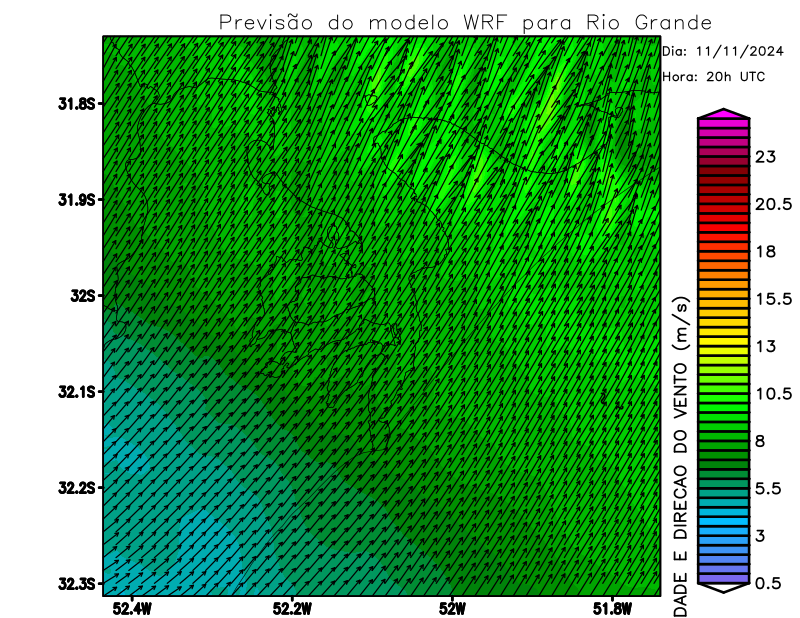 Previsão do modelo WRF para Rio Grande
Dia: 11/11/2024
Hora: 20h UTC
31.8S
31.9S
32S
32.1S
32.2S
32.3S
52.4W
52.2W
52W
51.8W
23
20.5
18
15.5
13
10.5
8
5.5
3
0.5
DADE E DIRECAO DO VENTO (m/s)